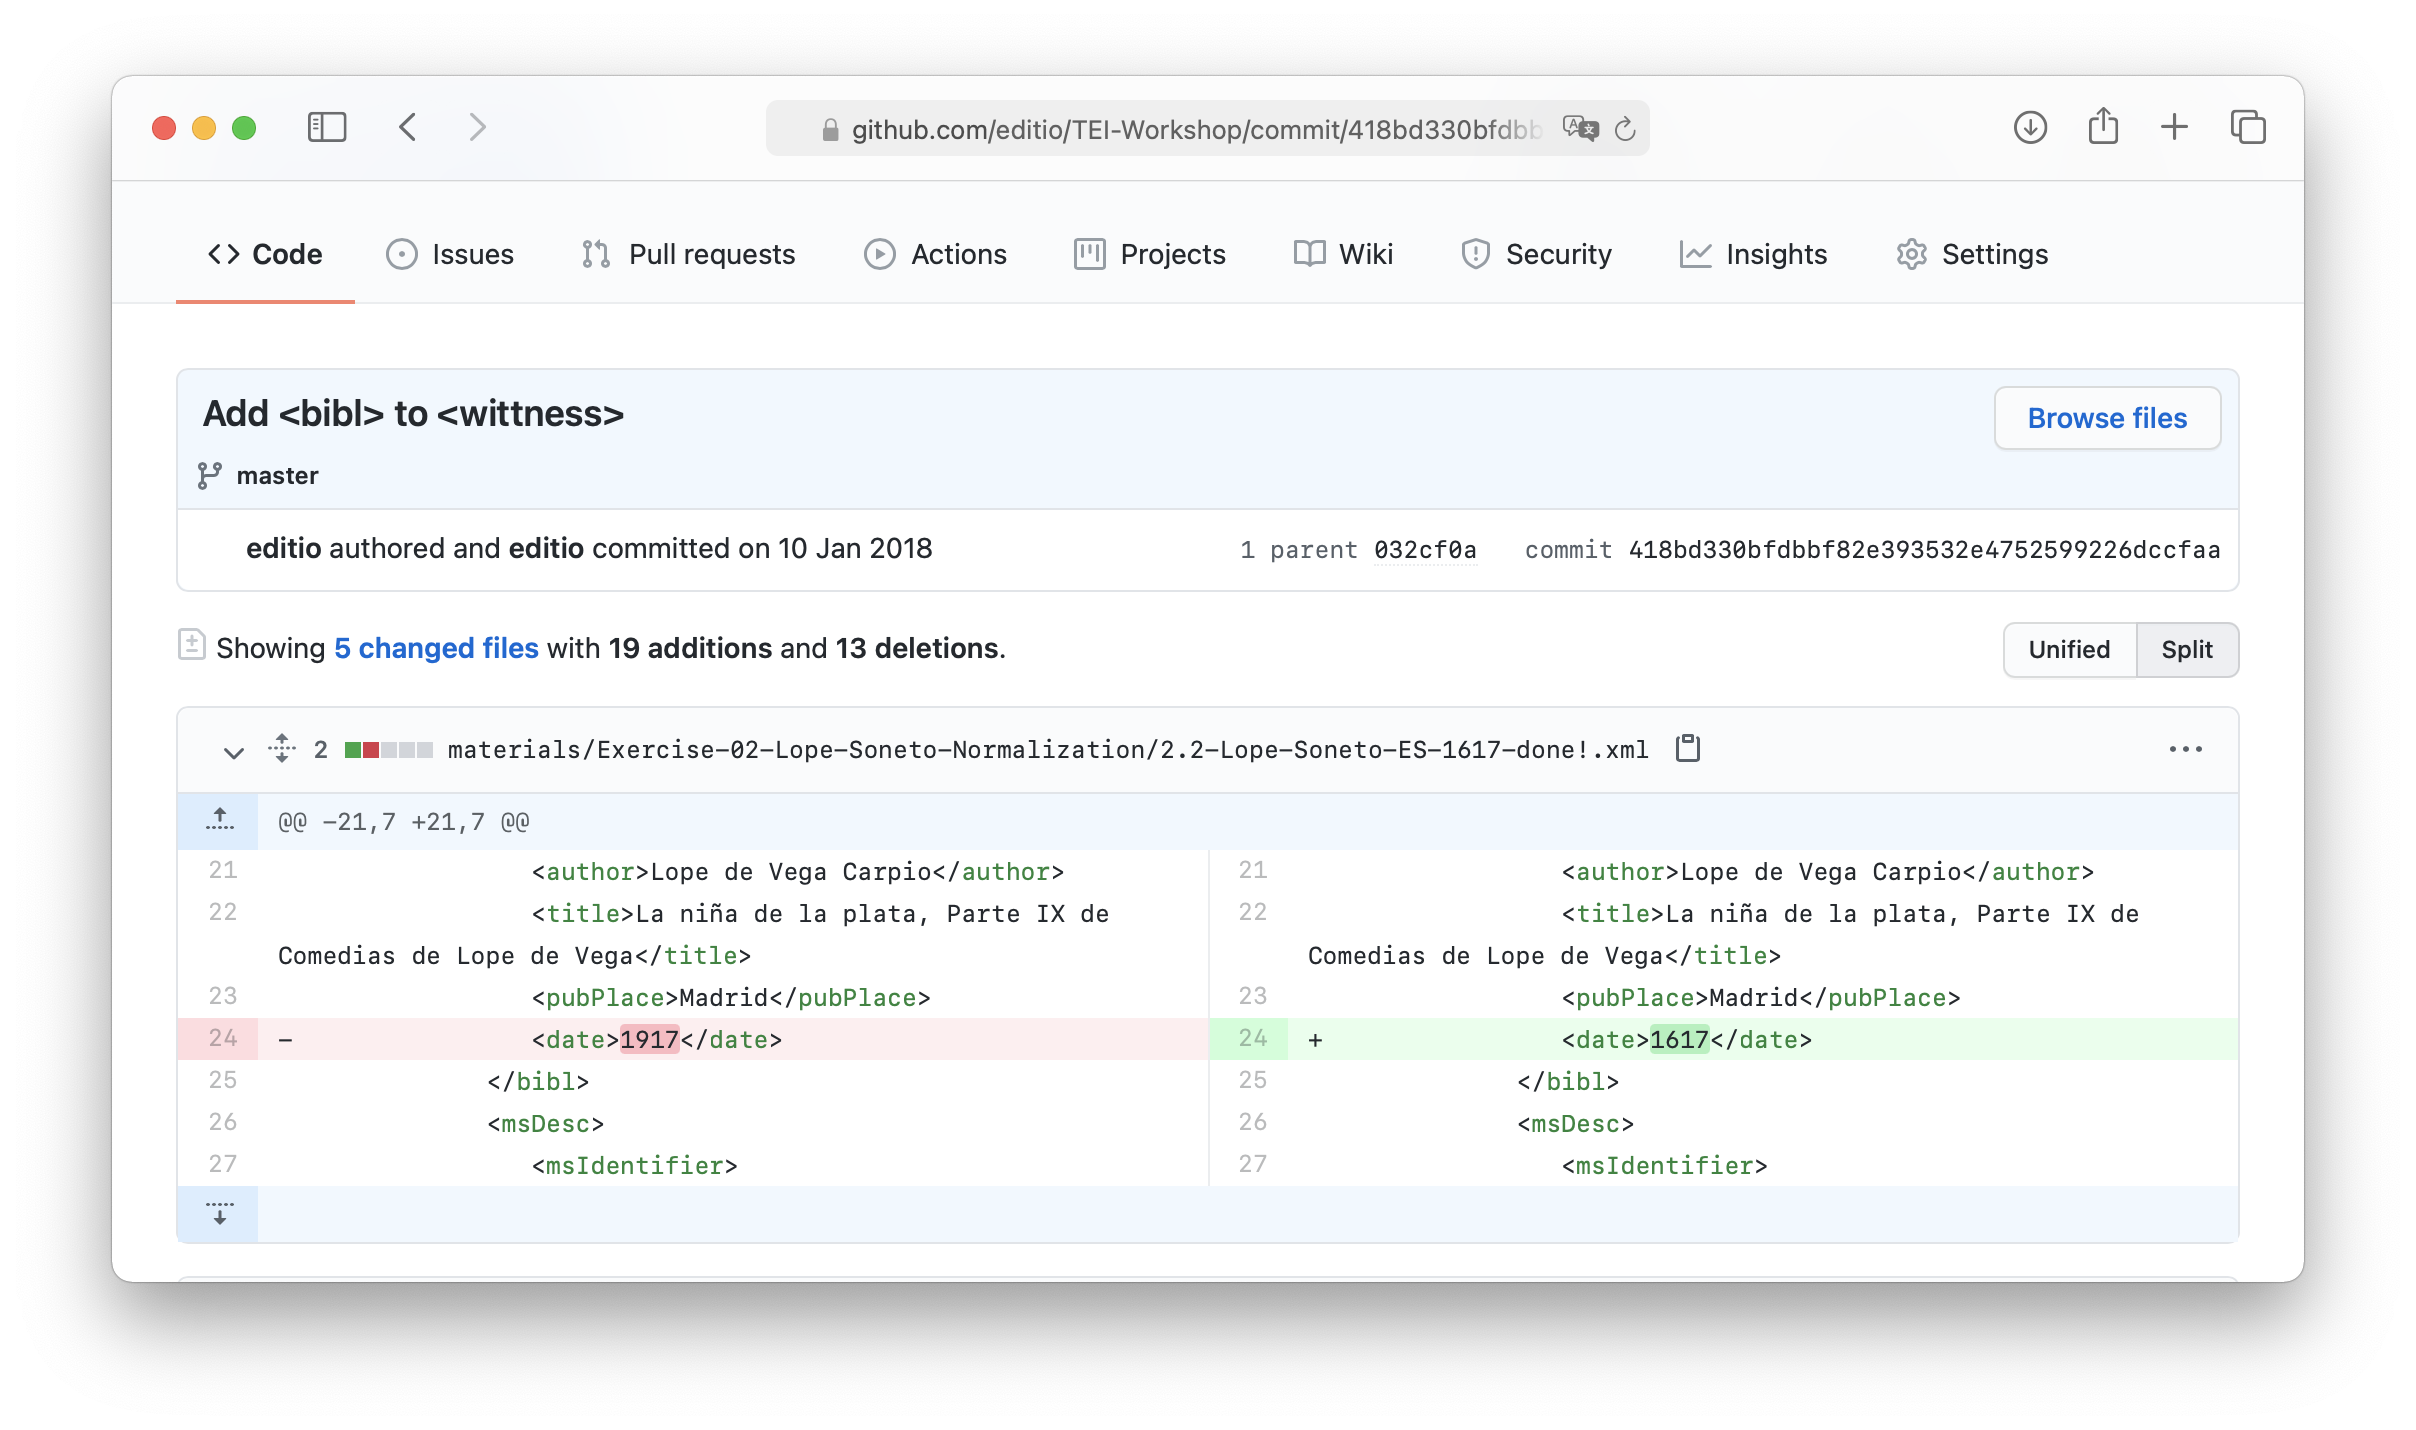 github.com/editio/TEI-Workshop/commit/418bd330bfdbb
Code Issues Pull requests Actions Projects Wiki Security Insights Settings
Add <bibl> to <wittness>
Browse files
master
editio authored and editio committed on 10 Jan 2018 1 parent 032cf0a commit 418bd330bfdbbf82e393532e4752599226dccfaa
Showing 5 changed files with 19 additions and 13 deletions. Unified Split
2 materials/Exercise-02-Lope-Soneto-Normalization/2.2-Lope-Soneto-ES-1617-done!.xml
@@ -21,7 +21,7 @@
21 <author>Lope de Vega Carpio</author>
22 <title>La niña de la plata, Parte IX de
Comedias de Lope de Vega</title>
23 <pubPlace>Madrid</pubPlace>
24 - <date>1917</date>
25 </bibl>
26 <msDesc>
27 <msIdentifier>
21 <author>Lope de Vega Carpio</author>
22 <title>La niña de la plata, Parte IX de
Comedias de Lope de Vega</title>
23 <pubPlace>Madrid</pubPlace>
24 + <date>1617</date>
25 </bibl>
26 <msDesc>
27 <msIdentifier>